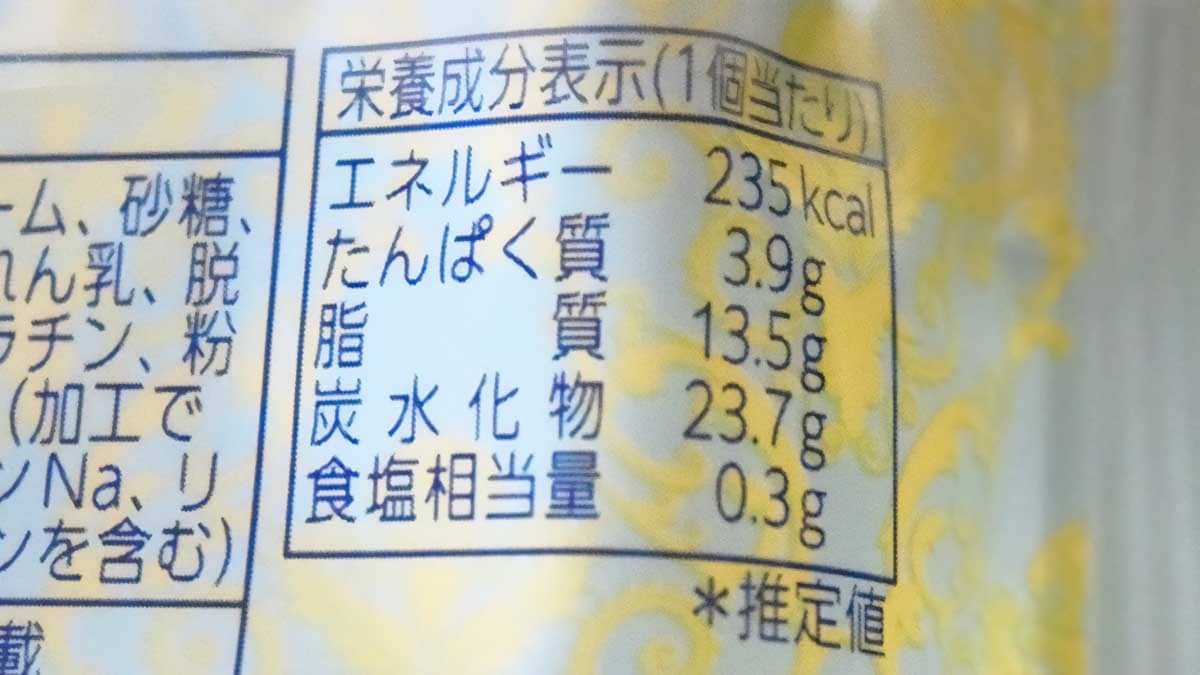 ーム、砂糖、
れん乳、脱
ラチン、粉
(加工で
ンNa、リ
ンを含む)
載
栄養成分表示(1個当たり)
エネルギー 235kcal
たんぱく質 3.9g
脂質 13.5g
炭水化物 23.7g
食塩相当量 0.3g
*推定値